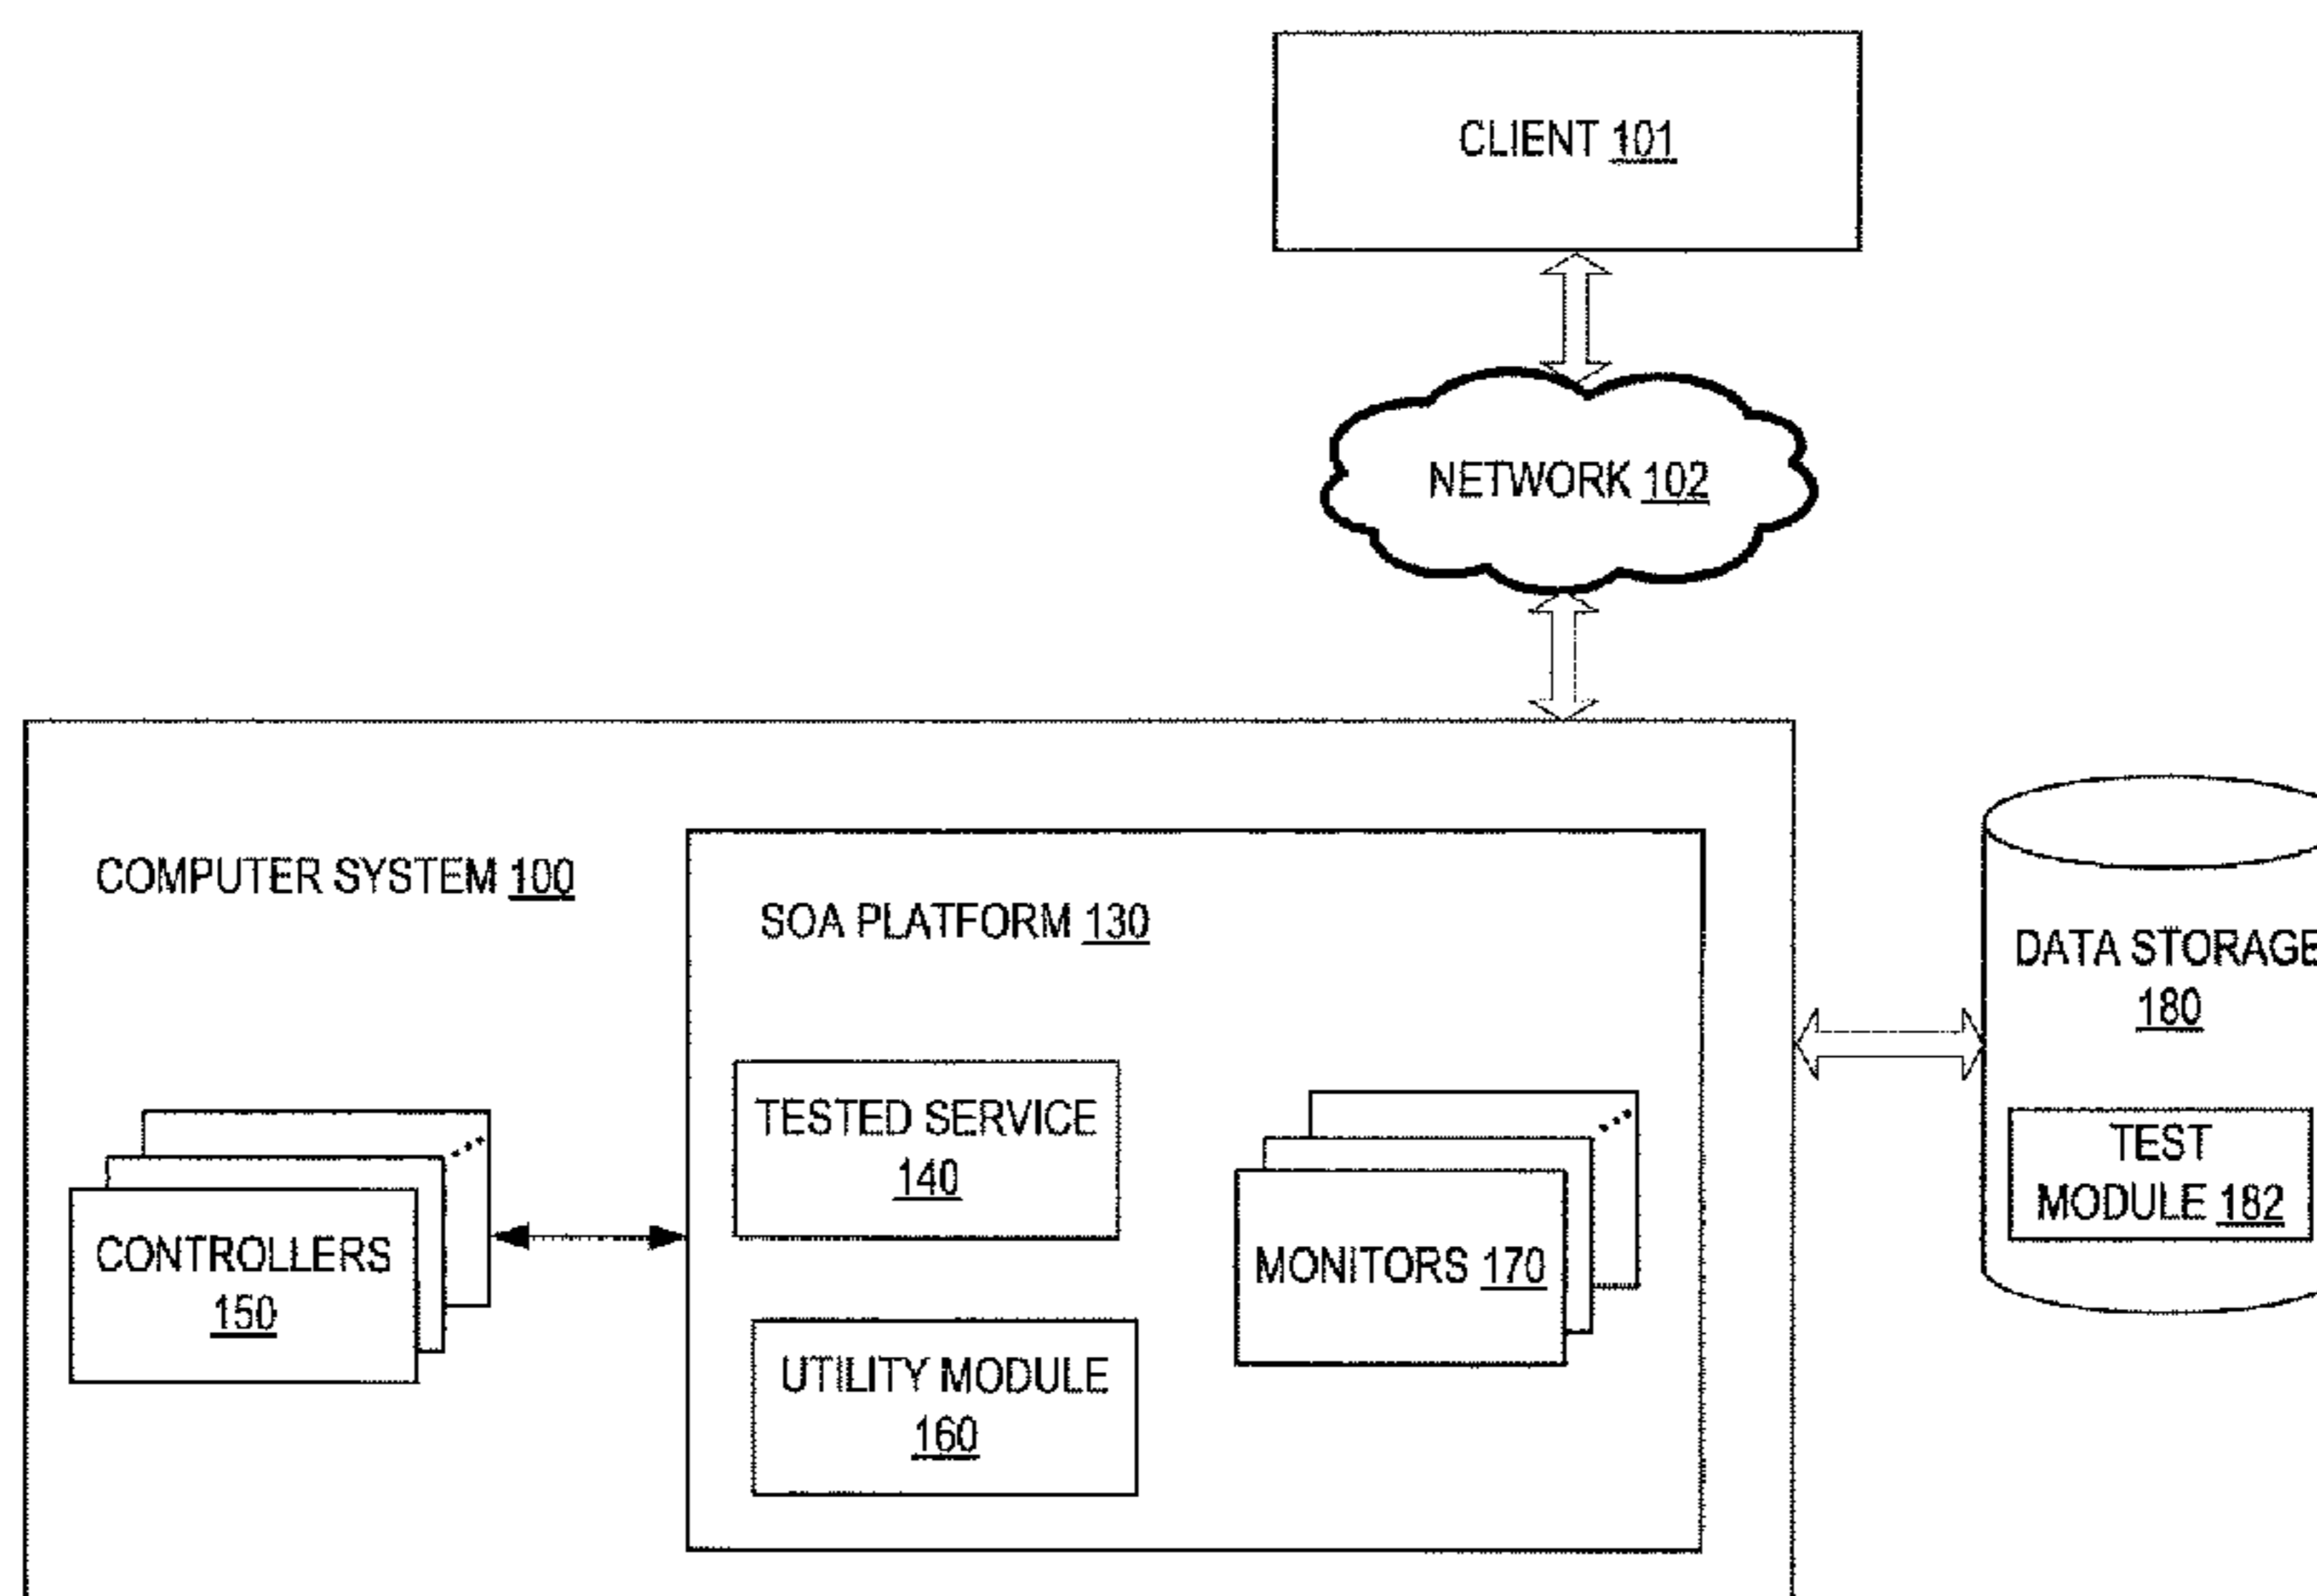 CLIENT 101
NETWORK 102
COMPUTER SYSTEM 100
SOA PLATFORM 130
DATA STORAGE
180
TESTED SERVICE
140
TEST
MODULE 182
CONTROLLERS
150
MONITORS 170
UTILITY MODULE
160